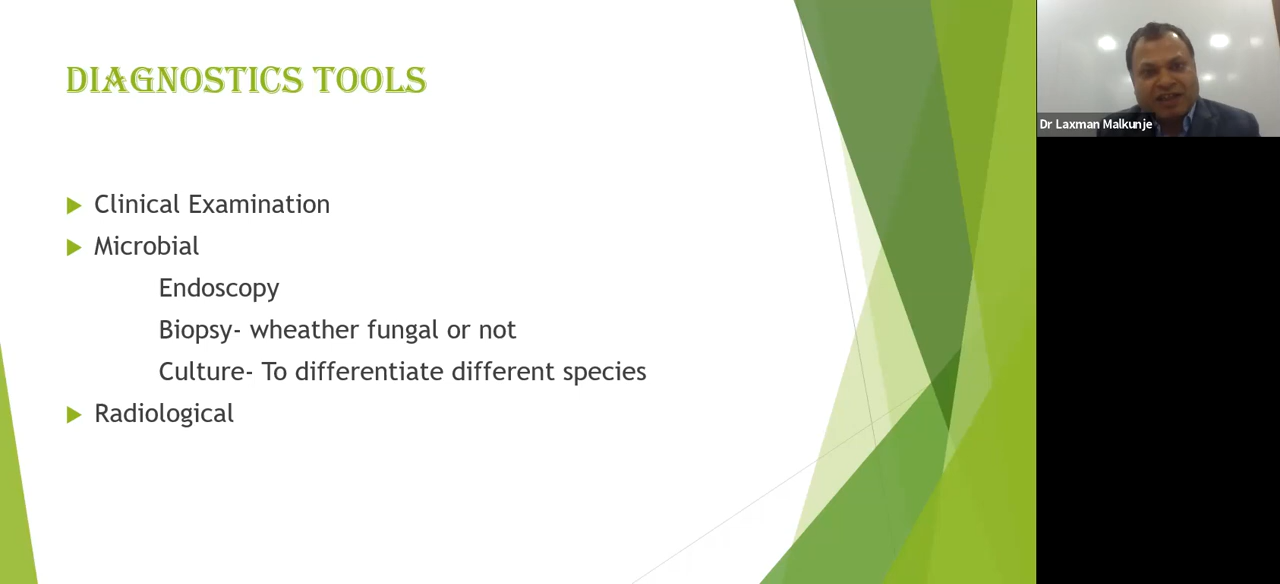 DIAGNOSTICS TOOLS
Clinical Examination
Microbial
Endoscopy
Biopsy- wheather fungal or not
Culture- To differentiate different species
Radiological
Dr Laxman Malkunje